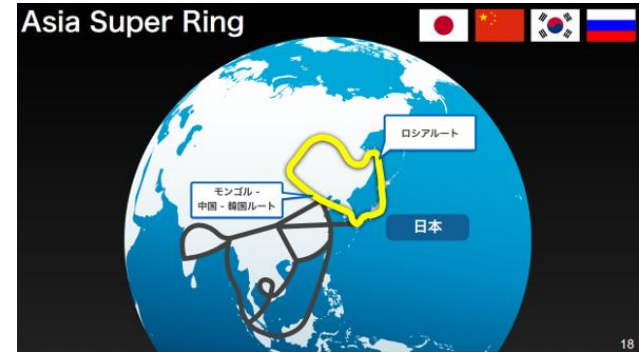 Asia Super Ring
ロシアルート
モンゴル -
中国 - 韓国ルート
日本
18